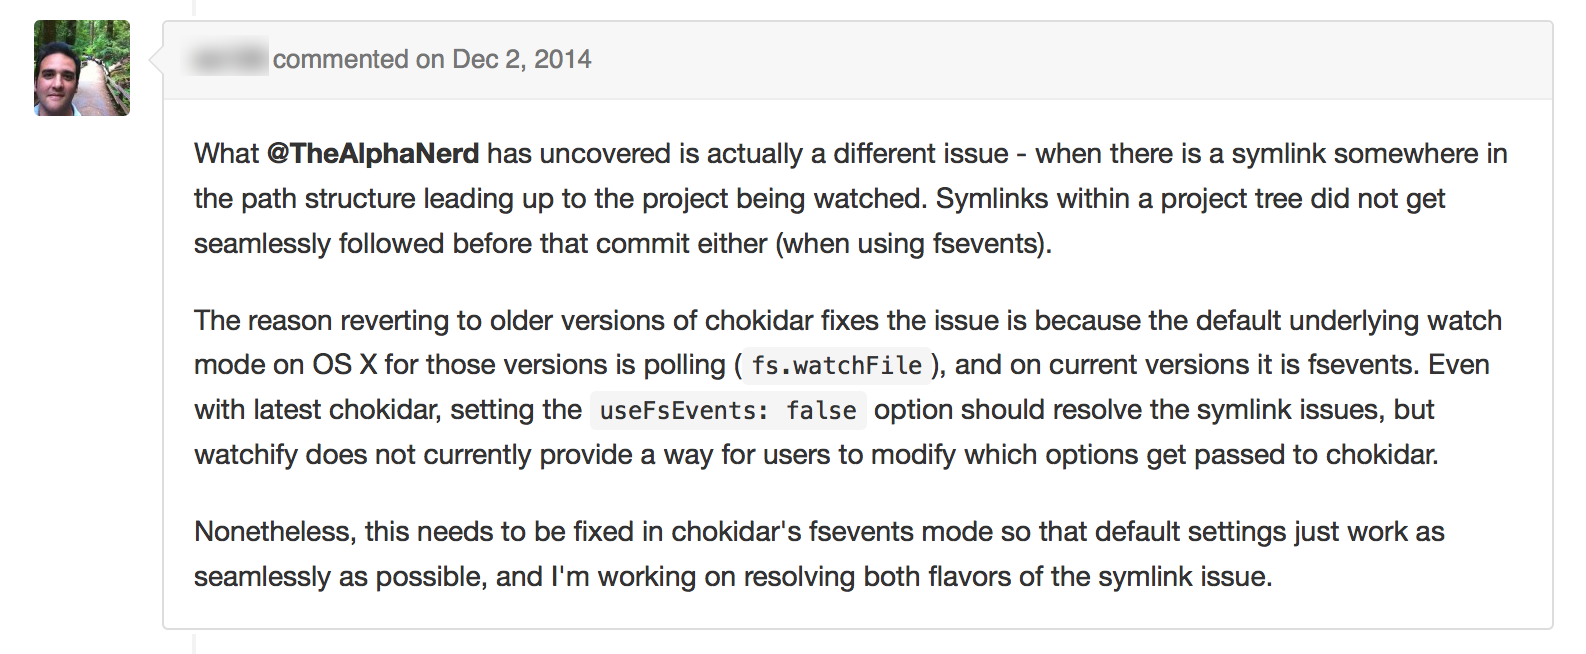 commented on Dec 2, 2014
What @TheAlphaNerd has uncovered is actually a different issue - when there is a symlink somewhere in
the path structure leading up to the project being watched. Symlinks within a project tree did not get
seamlessly followed before that commit either (when using fsevents).
The reason reverting to older versions of chokidar fixes the issue is because the default underlying watch
mode on OS X for those versions is polling ( fs.watchFile ), and on current versions it is fsevents. Even
with latest chokidar, setting the useFsEvents: false option should resolve the symlink issues, but
watchify does not currently provide a way for users to modify which options get passed to chokidar.
Nonetheless, this needs to be fixed in chokidar's fsevents mode so that default settings just work as
seamlessly as possible, and I'm working on resolving both flavors of the symlink issue.